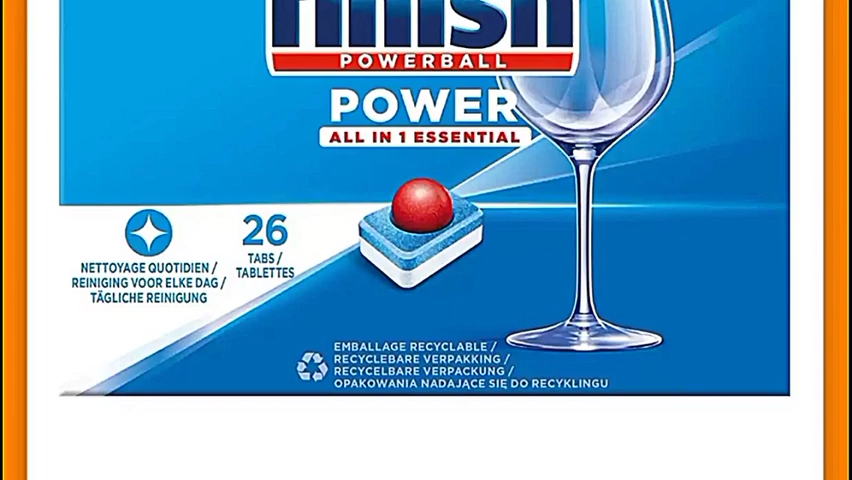 finish
POWERBALL
POWER
ALL IN 1 ESSENTIAL
26
TABS /
TABLETTES
NETTOYAGE QUOTIDIEN /
REINIGING VOOR ELKE DAG /
TÄGLICHE REINIGUNG
EMBALLAGE RECYCLABLE /
RECYCLEBARE VERPAKKING /
RECYCELBARE VERPACKUNG /
OPAKOWANIA NADAJĄCE SIĘ DO RECYKLINGU